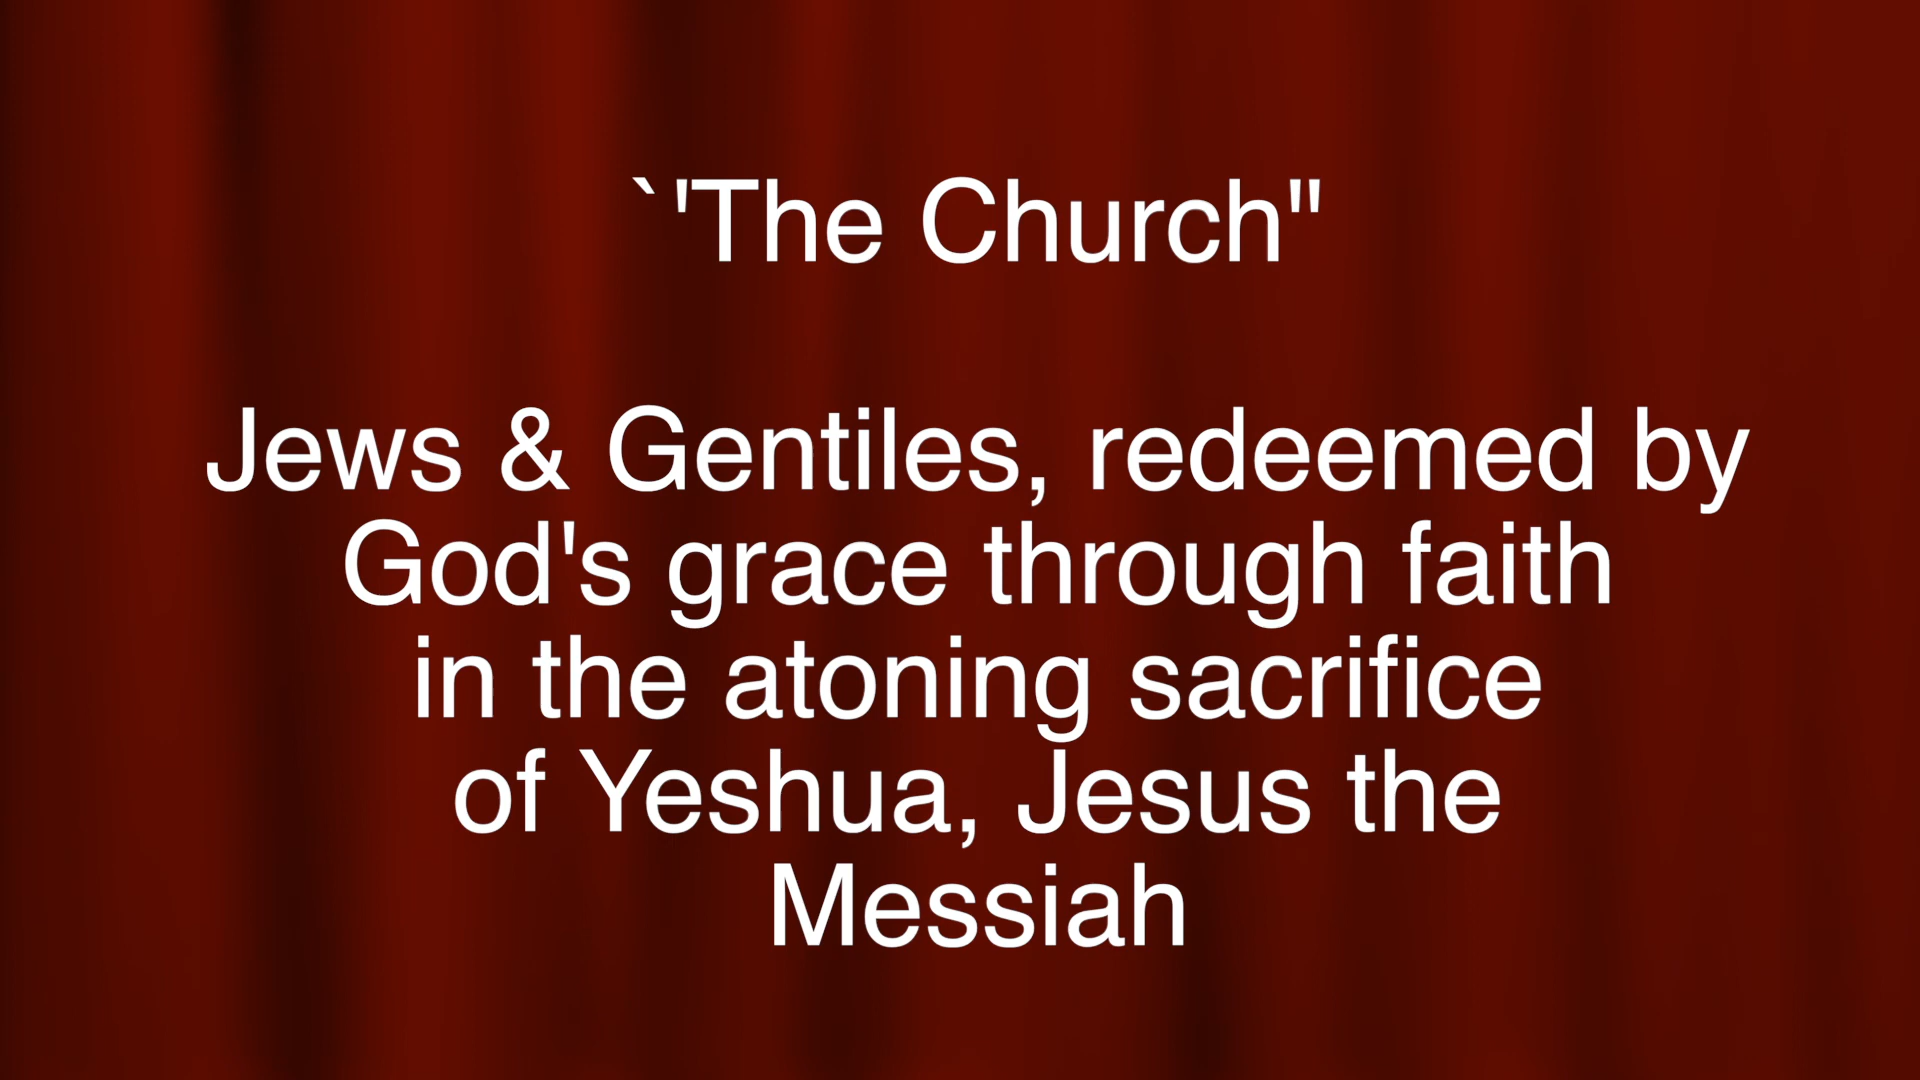 `'The Church"
Jews & Gentiles, redeemed by
God's grace through faith
in the atoning sacrifice
of Yeshua, Jesus the
Messiah